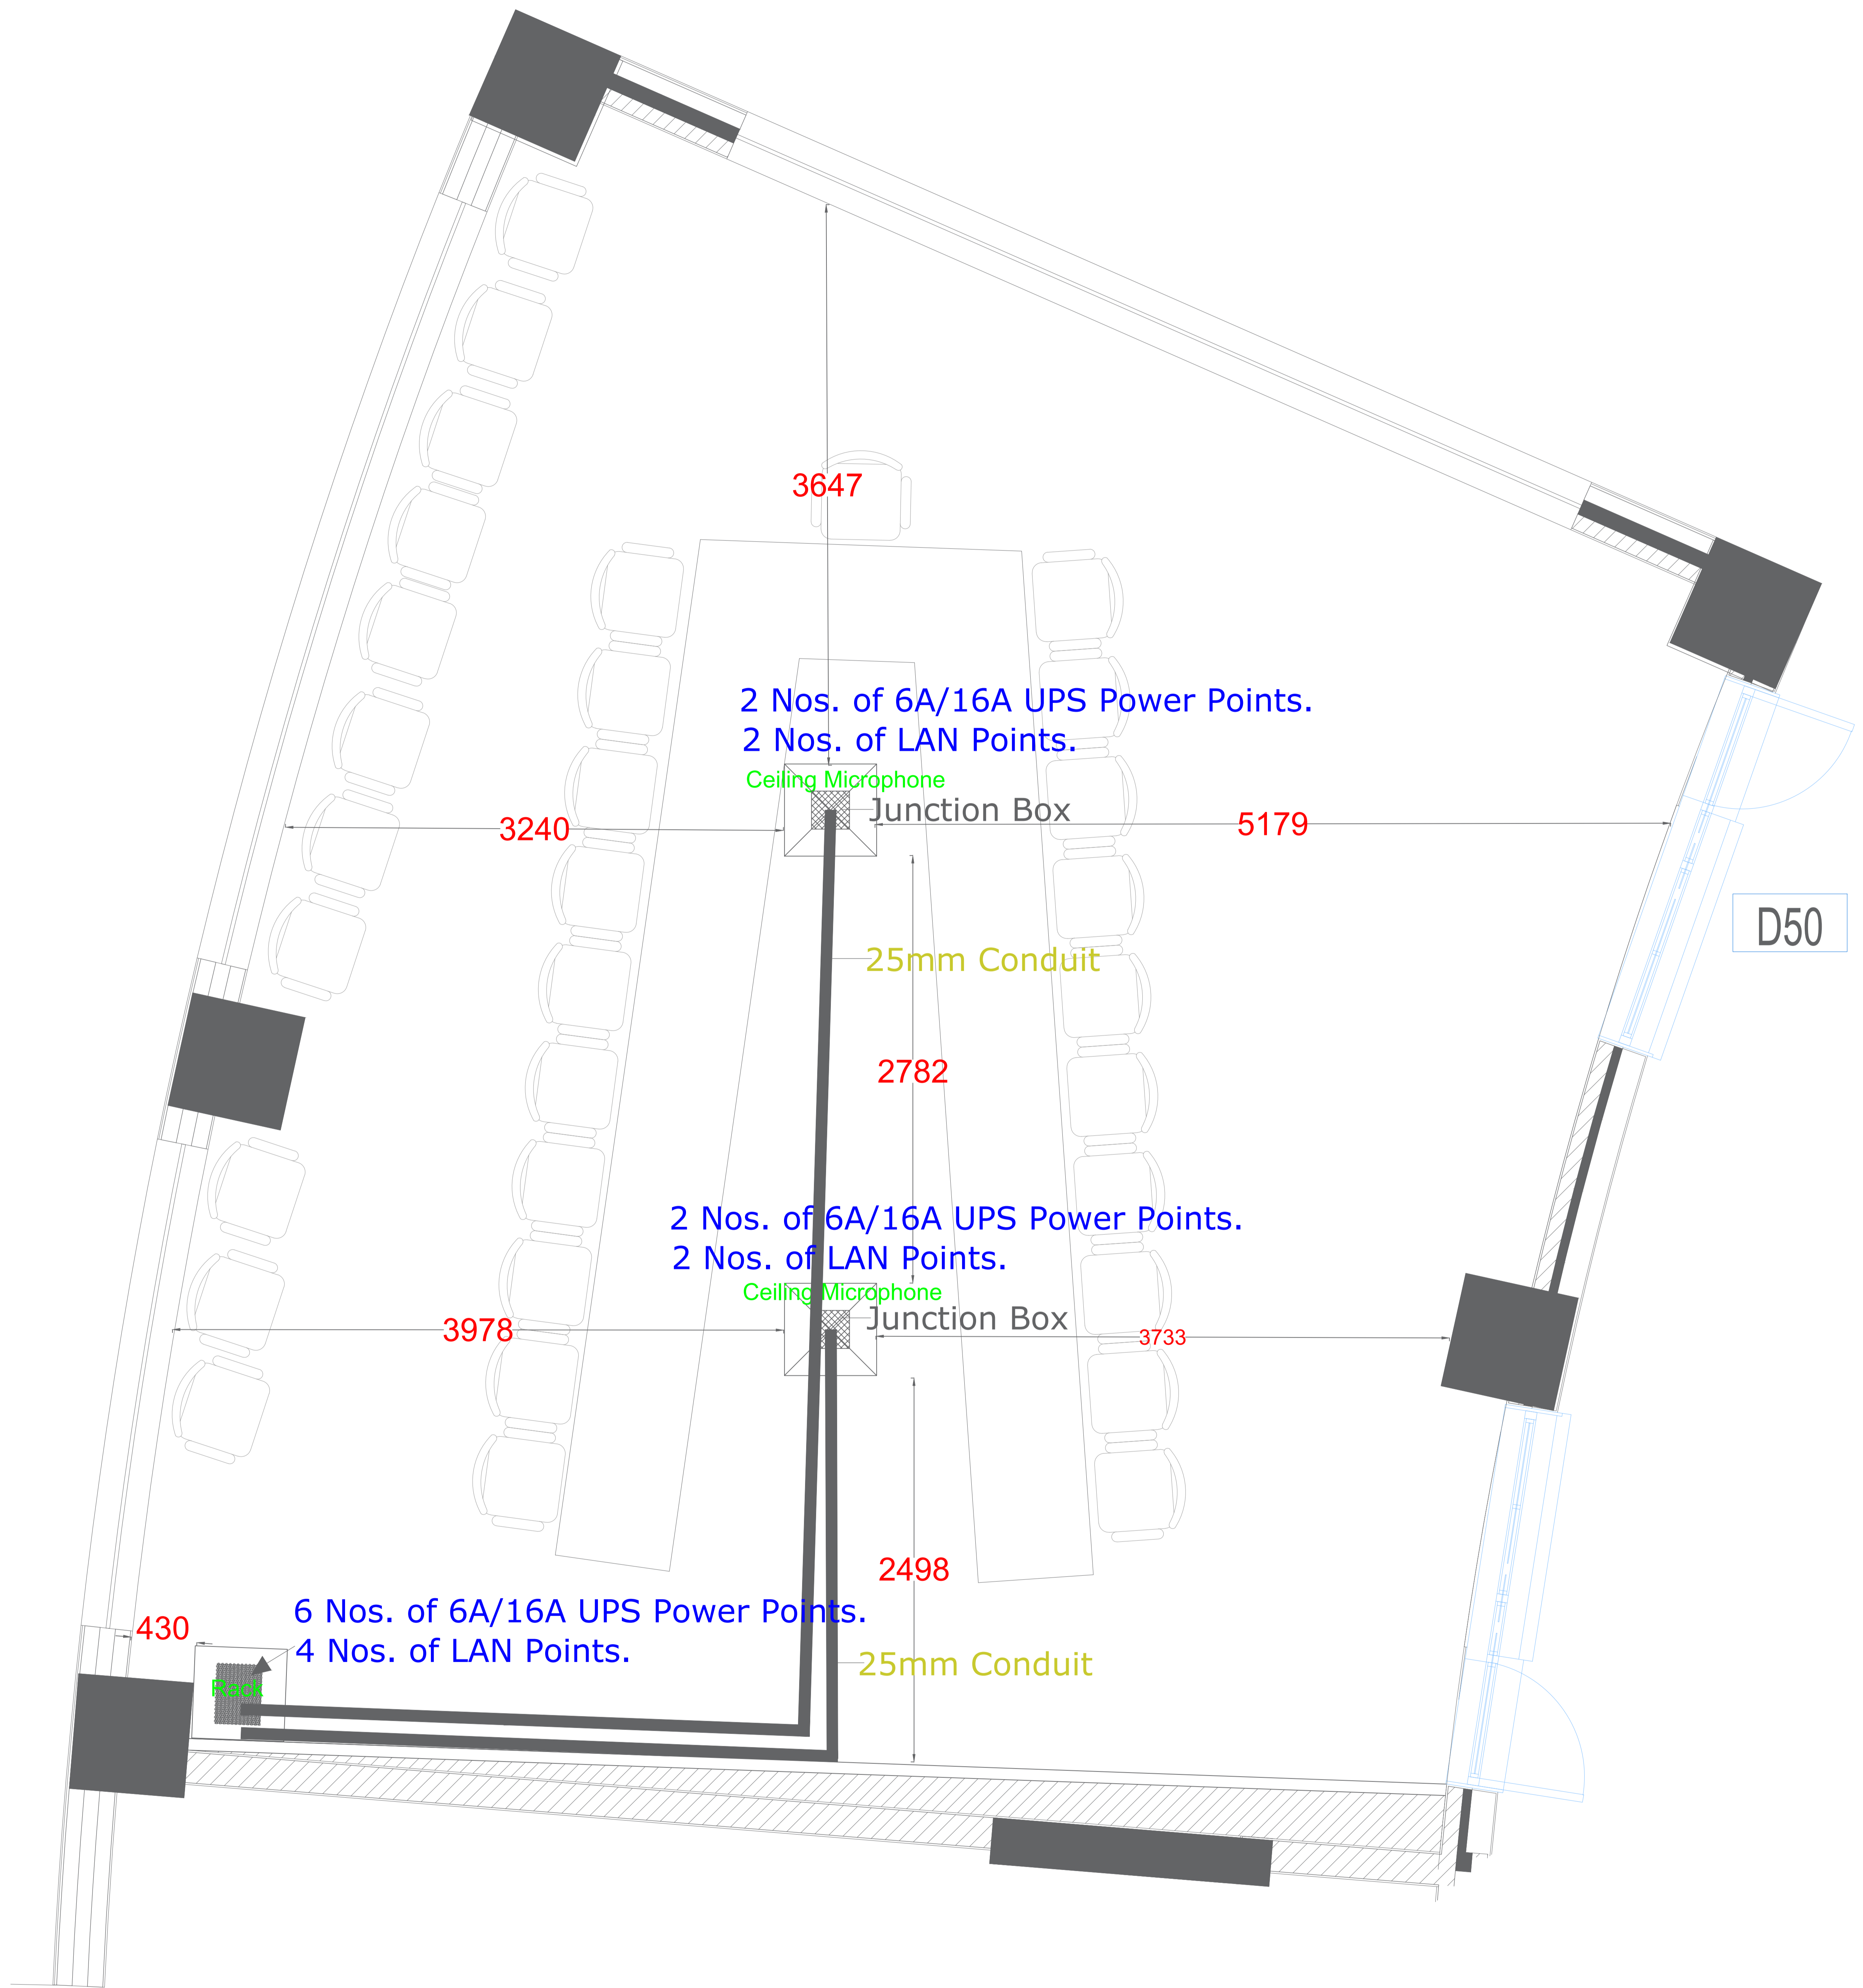 3647
2 Nos. of 6A/16A UPS Power Points.
2 Nos. of LAN Points.
Ceiling Microphone
Junction Box
3240
5179
D50
25mm Conduit
2782
2 Nos. of 6A/16A UPS Power Points.
2 Nos. of LAN Points.
Ceiling Microphone
Junction Box
3978
3733
2498
6 Nos. of 6A/16A UPS Power Points.
430
4 Nos. of LAN Points.
25mm Conduit
Rack